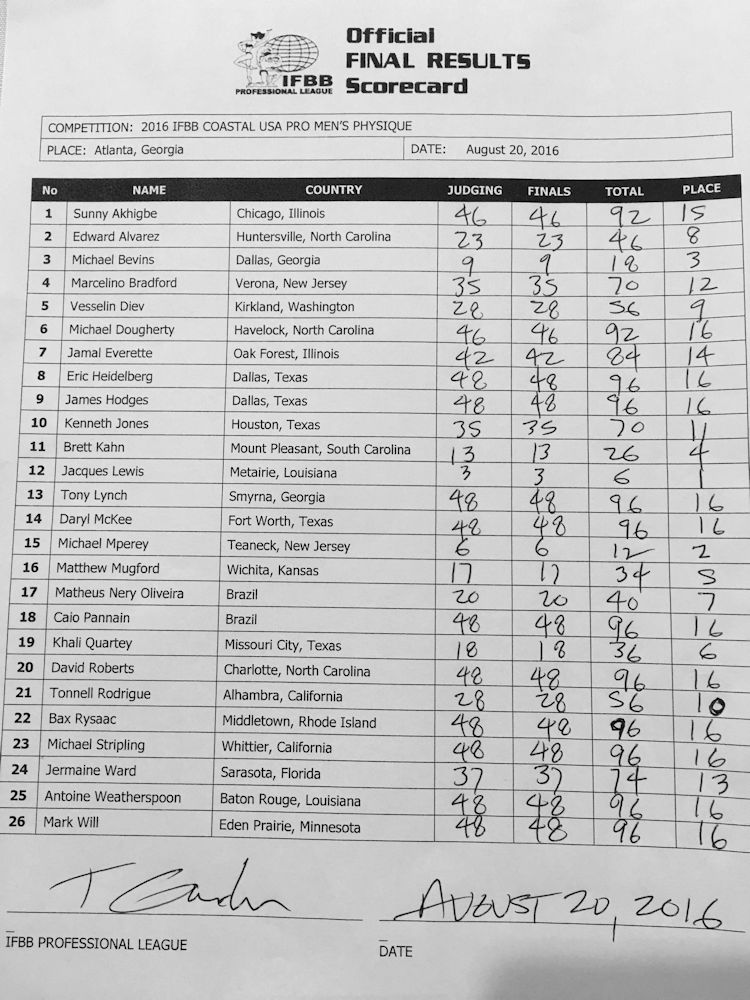 Official
FINAL RESULTS
Scorecard
IFBB
PROFESSIONAL LEAGUE
COMPETITION: 2016 IFBB COASTAL USA PRO MEN'S PHYSIQUE
PLACE: Atlanta, Georgia DATE: August 20, 2016
No NAME COUNTRY JUDGING FINALS TOTAL PLACE
1 Sunny Akhigbe Chicago, Illinois 46 46 92 15
2 Edward Alvarez Huntersville, North Carolina 23 23 46 8
3 Michael Bevins Dallas, Georgia 9 9 18 3
4 Marcelino Bradford Verona, New Jersey 35 35 70 12
5 Vesselin Diev Kirkland, Washington 28 28 56 9
6 Michael Dougherty Havelock, North Carolina 46 46 92 16
7 Jamal Everette Oak Forest, Illinois 42 42 84 14
8 Eric Heidelberg Dallas, Texas 48 48 96 16
9 James Hodges Dallas, Texas 48 48 96 16
10 Kenneth Jones Houston, Texas 35 35 70 11
11 Brett Kahn Mount Pleasant, South Carolina 13 13 26 4
12 Jacques Lewis Metairie, Louisiana 3 3 6 1
13 Tony Lynch Smyrna, Georgia 48 48 96 16
14 Daryl McKee Fort Worth, Texas 48 48 96 16
15 Michael Mperey Teaneck, New Jersey 6 6 12 2
16 Matthew Mugford Wichita, Kansas 17 17 34 5
17 Matheus Nery Oliveira Brazil 20 20 40 7
18 Caio Pannain Brazil 48 48 96 16
19 Khali Quartey Missouri City, Texas 18 18 36 6
20 David Roberts Charlotte, North Carolina 48 48 96 16
21 Tonnell Rodrigue Alhambra, California 28 28 56 10
22 Bax Rysaac Middletown, Rhode Island 48 48 96 16
23 Michael Stripling Whittier, California 48 48 96 16
24 Jermaine Ward Sarasota, Florida 37 37 74 13
25 Antoine Weatherspoon Baton Rouge, Louisiana 48 48 96 16
26 Mark Will Eden Prairie, Minnesota 48 48 96 16
AUGUST 20, 2016
IFBB PROFESSIONAL LEAGUE DATE